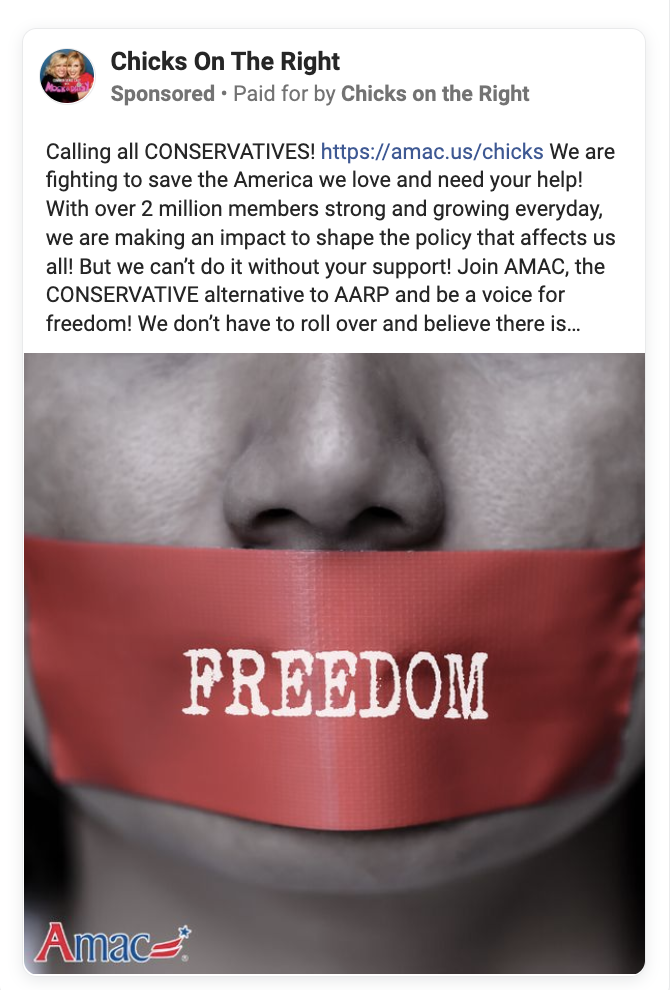 Chicks On The Right
Sponsored • Paid for by Chicks on the Right
Calling all CONSERVATIVES! https://amac.us/chicks We are
fighting to save the America we love and need your help!
With over 2 million members strong and growing everyday,
we are making an impact to shape the policy that affects us
all! But we can’t do it without your support! Join AMAC, the
CONSERVATIVE alternative to AARP and be a voice for
freedom! We don’t have to roll over and believe there is...
FREEDOM
Amac®